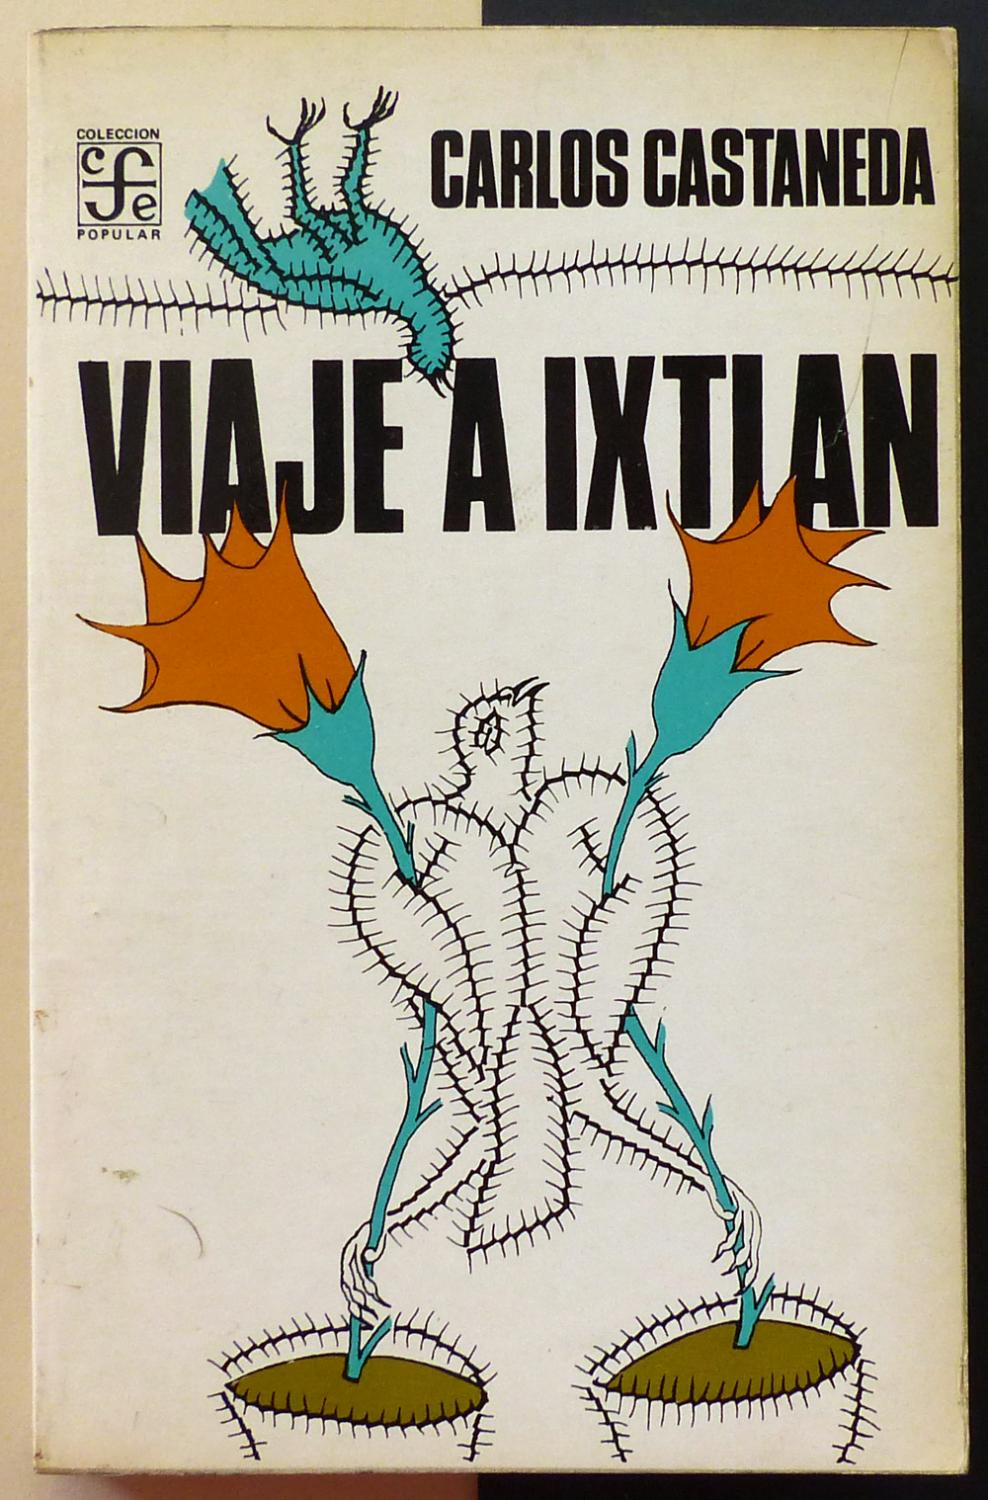 COLECCION
cfe
POPULAR
CARLOS CASTANEDA
VIAJE A IXTLAN